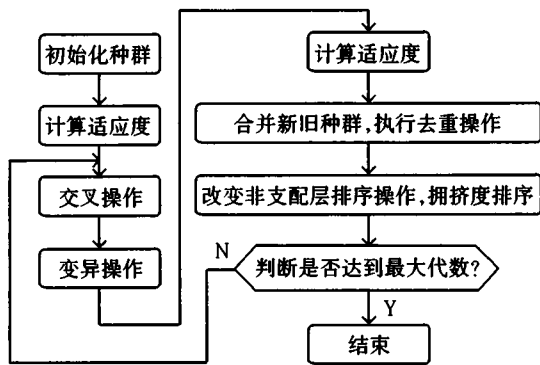 初始化种群
计算适应度
交叉操作
变异操作
计算适应度
合并新旧种群,执行去重操作
改变非支配层排序操作,拥挤度排序
判断是否达到最大代数?
N
Y
结束